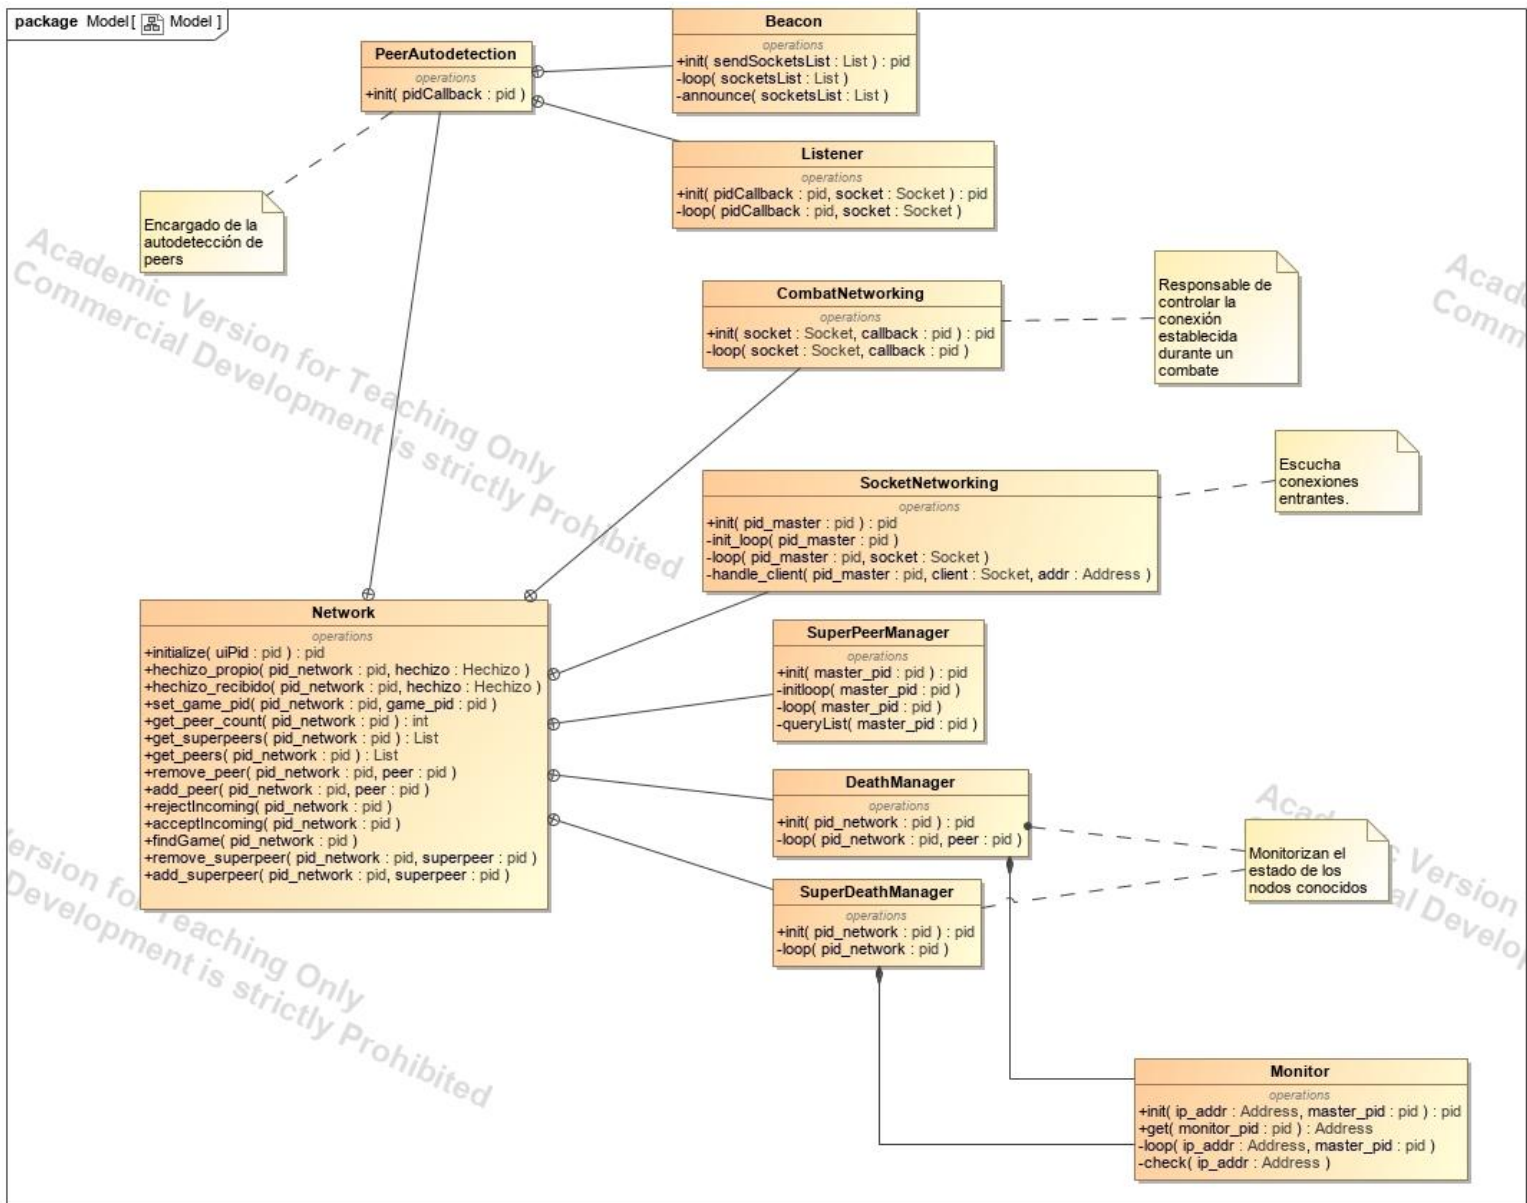 package Model[ Model ]
PeerAutodetection
operations
+init( pidCallback : pid )
Beacon
operations
+init( sendSocketsList : List ) : pid
-loop( socketsList : List )
-announce( socketsList : List )
Listener
operations
+init( pidCallback : pid, socket : Socket ) : pid
-loop( pidCallback : pid, socket : Socket )
Encargado de la
autodetección de
peers
CombatNetworking
operations
+init( socket : Socket, callback : pid ) : pid
-loop( socket : Socket, callback : pid )
Responsable de
controlar la
conexión
establecida
durante un
combate
SocketNetworking
operations
+init( pid_master : pid ) : pid
-init_loop( pid_master : pid )
-loop( pid_master : pid, socket : Socket )
-handle_client( pid_master : pid, client : Socket, addr : Address )
Escucha
conexiones
entrantes.
Network
operations
+initialize( uiPid : pid ) : pid
+hechizo_propio( pid_network : pid, hechizo : Hechizo )
+hechizo_recibido( pid_network : pid, hechizo : Hechizo )
+set_game_pid( pid_network : pid, game_pid : pid )
+get_peer_count( pid_network : pid ) : int
+get_superpeers( pid_network : pid ) : List
+get_peers( pid_network : pid ) : List
+remove_peer( pid_network : pid, peer : pid )
+add_peer( pid_network : pid, peer : pid )
+rejectIncoming( pid_network : pid )
+acceptIncoming( pid_network : pid )
+findGame( pid_network : pid )
+remove_superpeer( pid_network : pid, superpeer : pid )
+add_superpeer( pid_network : pid, superpeer : pid )
SuperPeerManager
operations
+init( master_pid : pid ) : pid
-initloop( master_pid : pid )
-loop( master_pid : pid )
-queryList( master_pid : pid )
DeathManager
operations
+init( pid_network : pid ) : pid
-loop( pid_network : pid, peer : pid )
SuperDeathManager
operations
+init( pid_network : pid ) : pid
-loop( pid_network : pid )
Monitorizan el
estado de los
nodos conocidos
Monitor
operations
+init( ip_addr : Address, master_pid : pid ) : pid
+get( monitor_pid : pid ) : Address
-loop( ip_addr : Address, master_pid : pid )
-check( ip_addr : Address )
Academic Version for Teaching Only
Commercial Development is strictly Prohibited
Version for Teaching Only
Development is strictly Prohibited